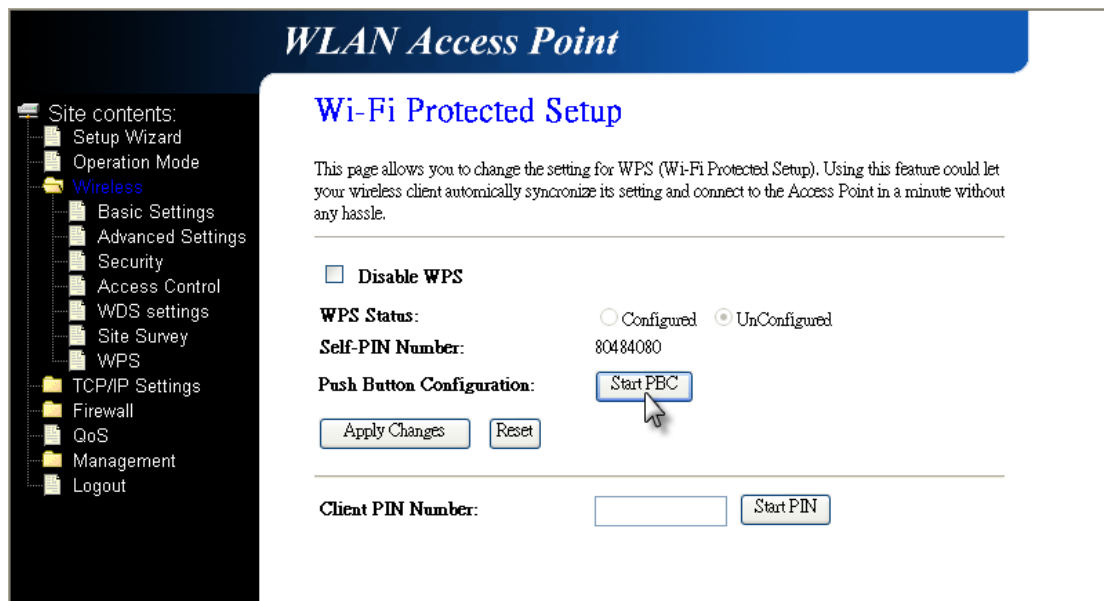 WLAN Access Point
Site contents:
Setup Wizard
Operation Mode
Wireless
Basic Settings
Advanced Settings
Security
Access Control
WDS settings
Site Survey
WPS
TCP/IP Settings
Firewall
QoS
Management
Logout
Wi-Fi Protected Setup
This page allows you to change the setting for WPS (Wi-Fi Protected Setup). Using this feature could let
your wireless client automically syncronize its setting and connect to the Access Point in a minute without
any hassle.
Disable WPS
WPS Status: Configured UnConfigured
Self-PIN Number: 80484080
Push Button Configuration: Start PBC
Apply Changes Reset
Client PIN Number: Start PIN